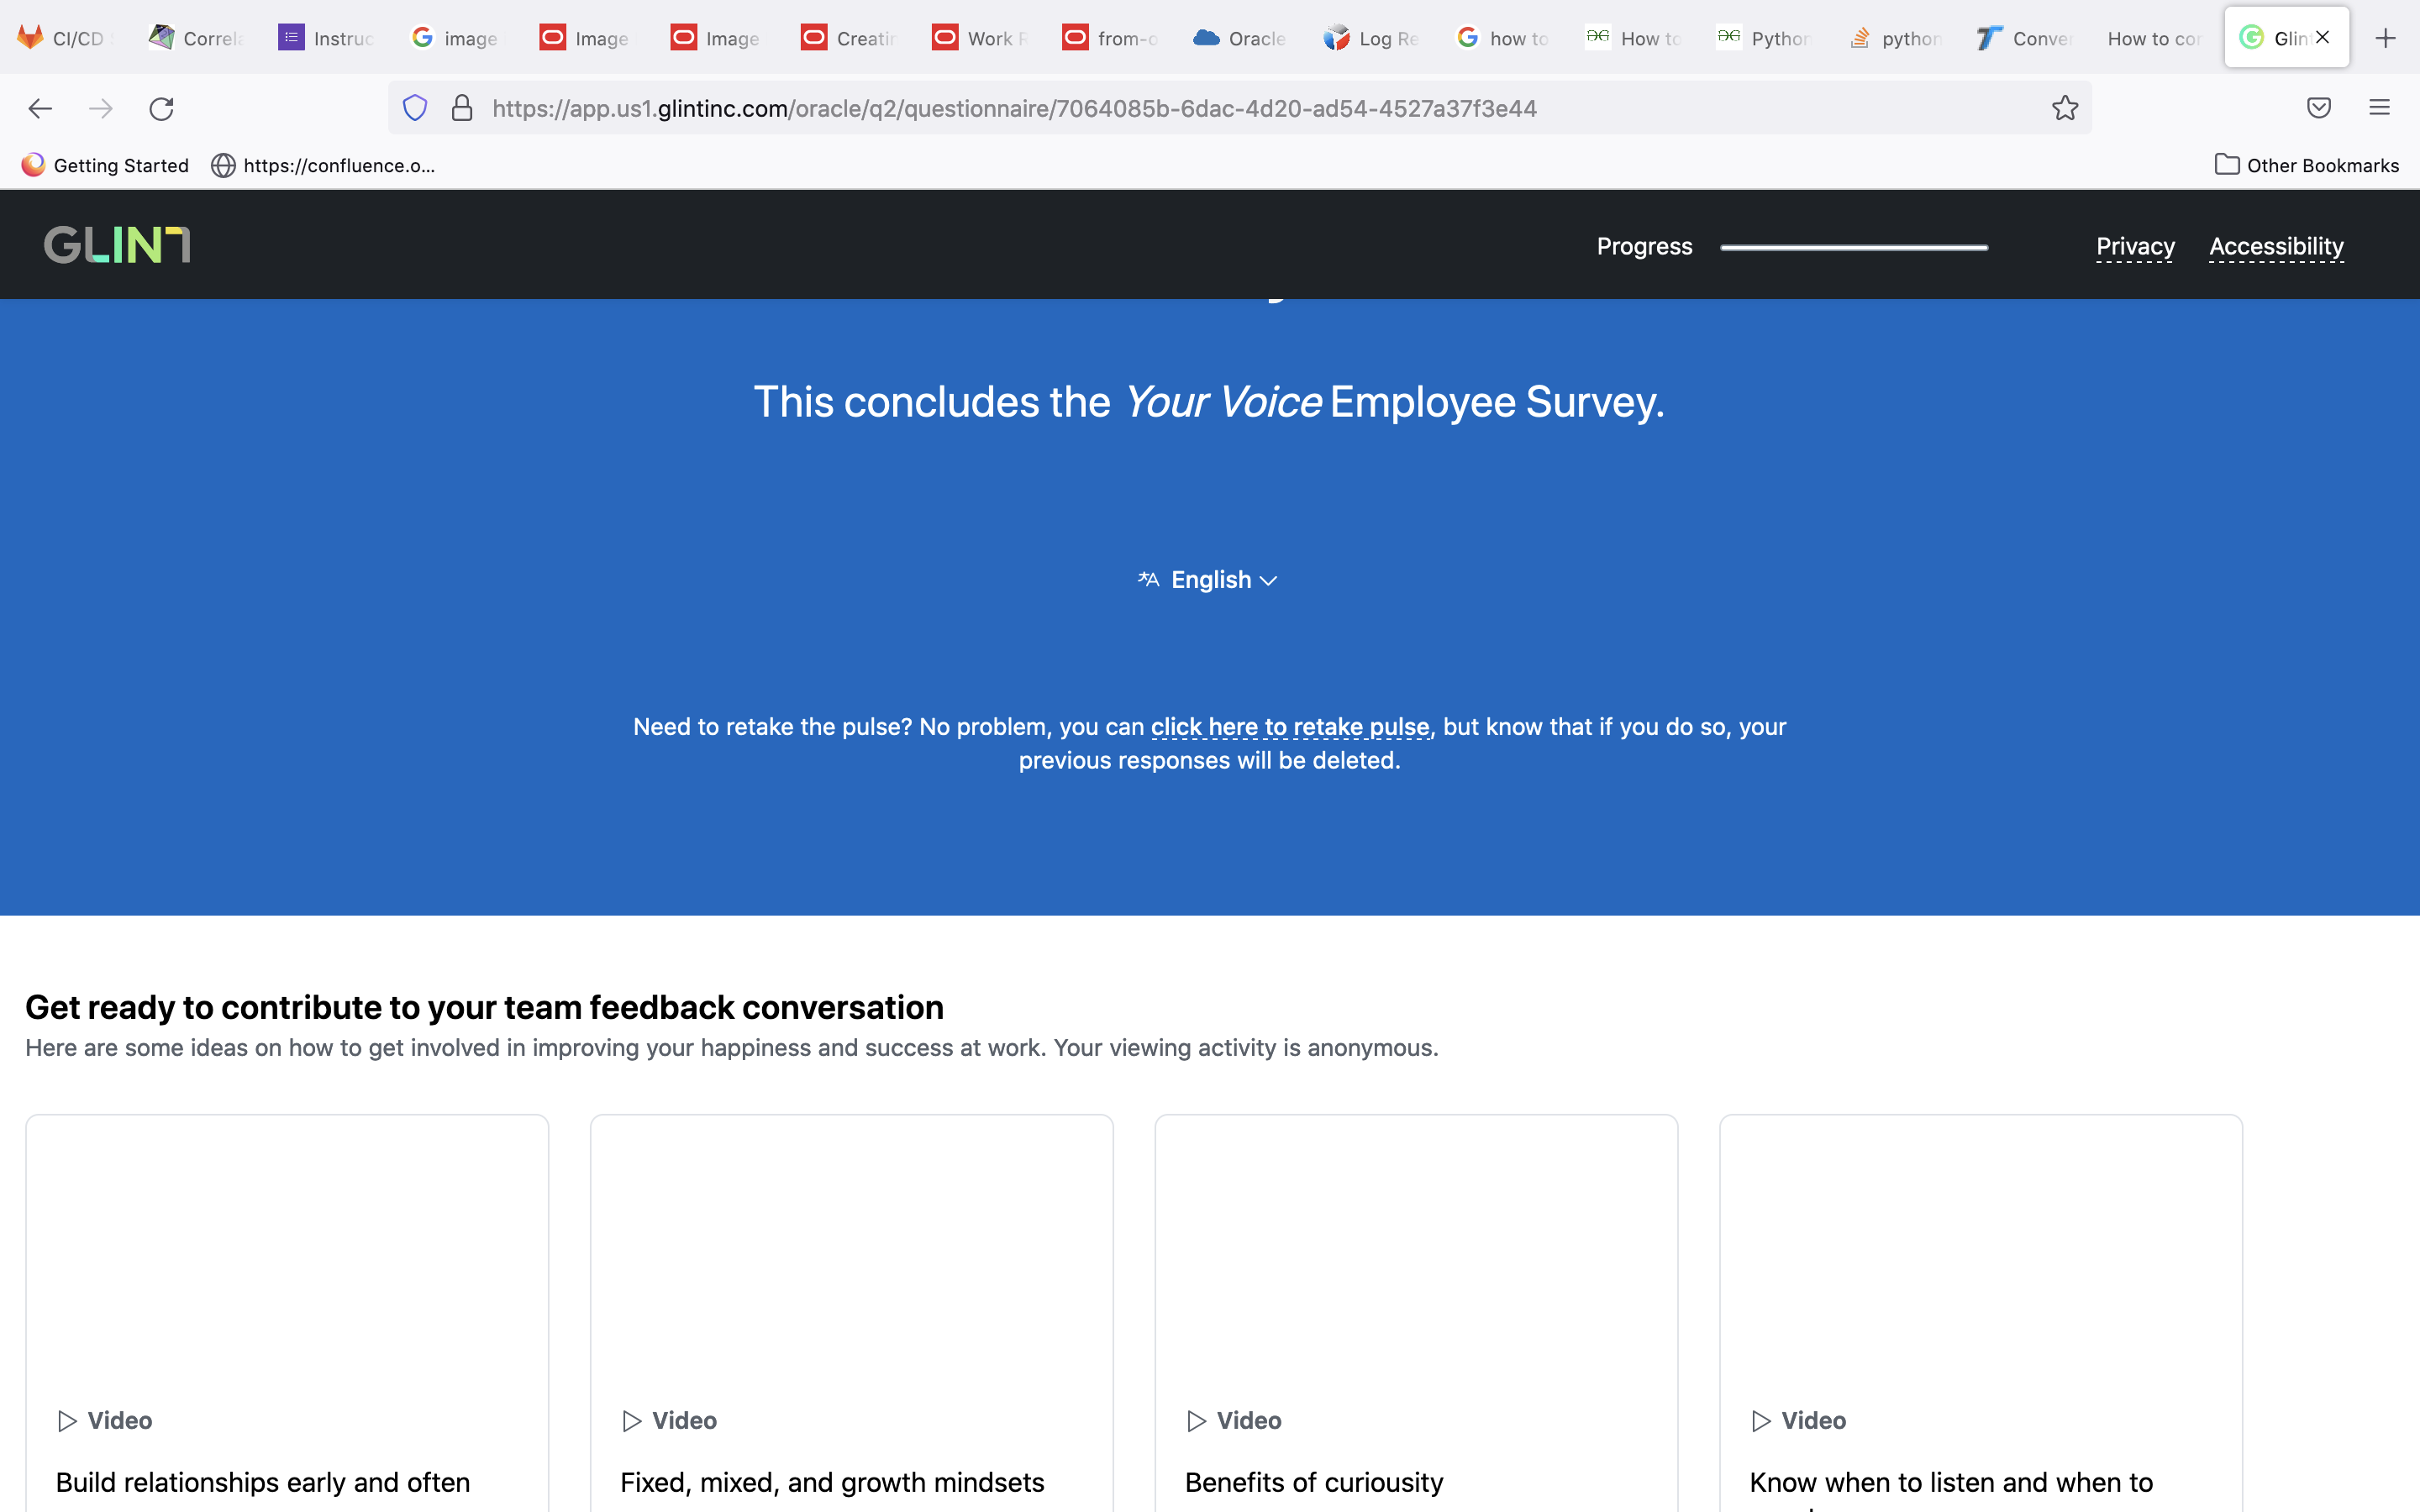 CI/CD
Correla
Instruc
image
Image
Image
Creatin
Work R
from-o
Oracle
Log Re
how to
How to
Python
python
Conver
How to con
Glint
https://app.us1.glintinc.com/oracle/q2/questionnaire/7064085b-6dac-4d20-ad54-4527a37f3e44
Getting Started
https://confluence.o...
Other Bookmarks
GLINT
Progress
Privacy
Accessibility
This concludes the Your Voice Employee Survey.
English
Need to retake the pulse? No problem, you can click here to retake pulse, but know that if you do so, your
previous responses will be deleted.
Get ready to contribute to your team feedback conversation
Here are some ideas on how to get involved in improving your happiness and success at work. Your viewing activity is anonymous.
Video
Build relationships early and often
Video
Fixed, mixed, and growth mindsets
Video
Benefits of curiousity
Video
Know when to listen and when to